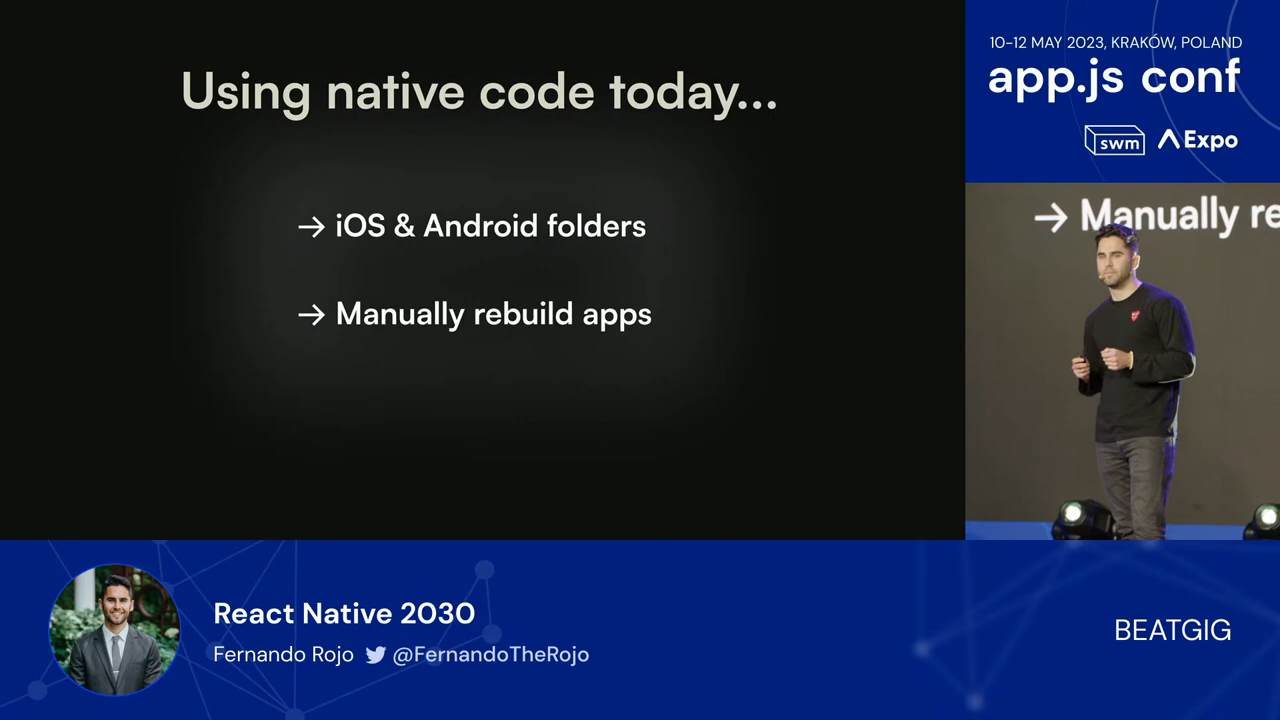 Using native code today...
→ iOS & Android folders
→ Manually rebuild apps
10-12 MAY 2023, KRAKÓW, POLAND
app.js conf
swm Expo
→ Manually re
React Native 2030
Fernando Rojo @FernandoTheRojo
BEATGIG